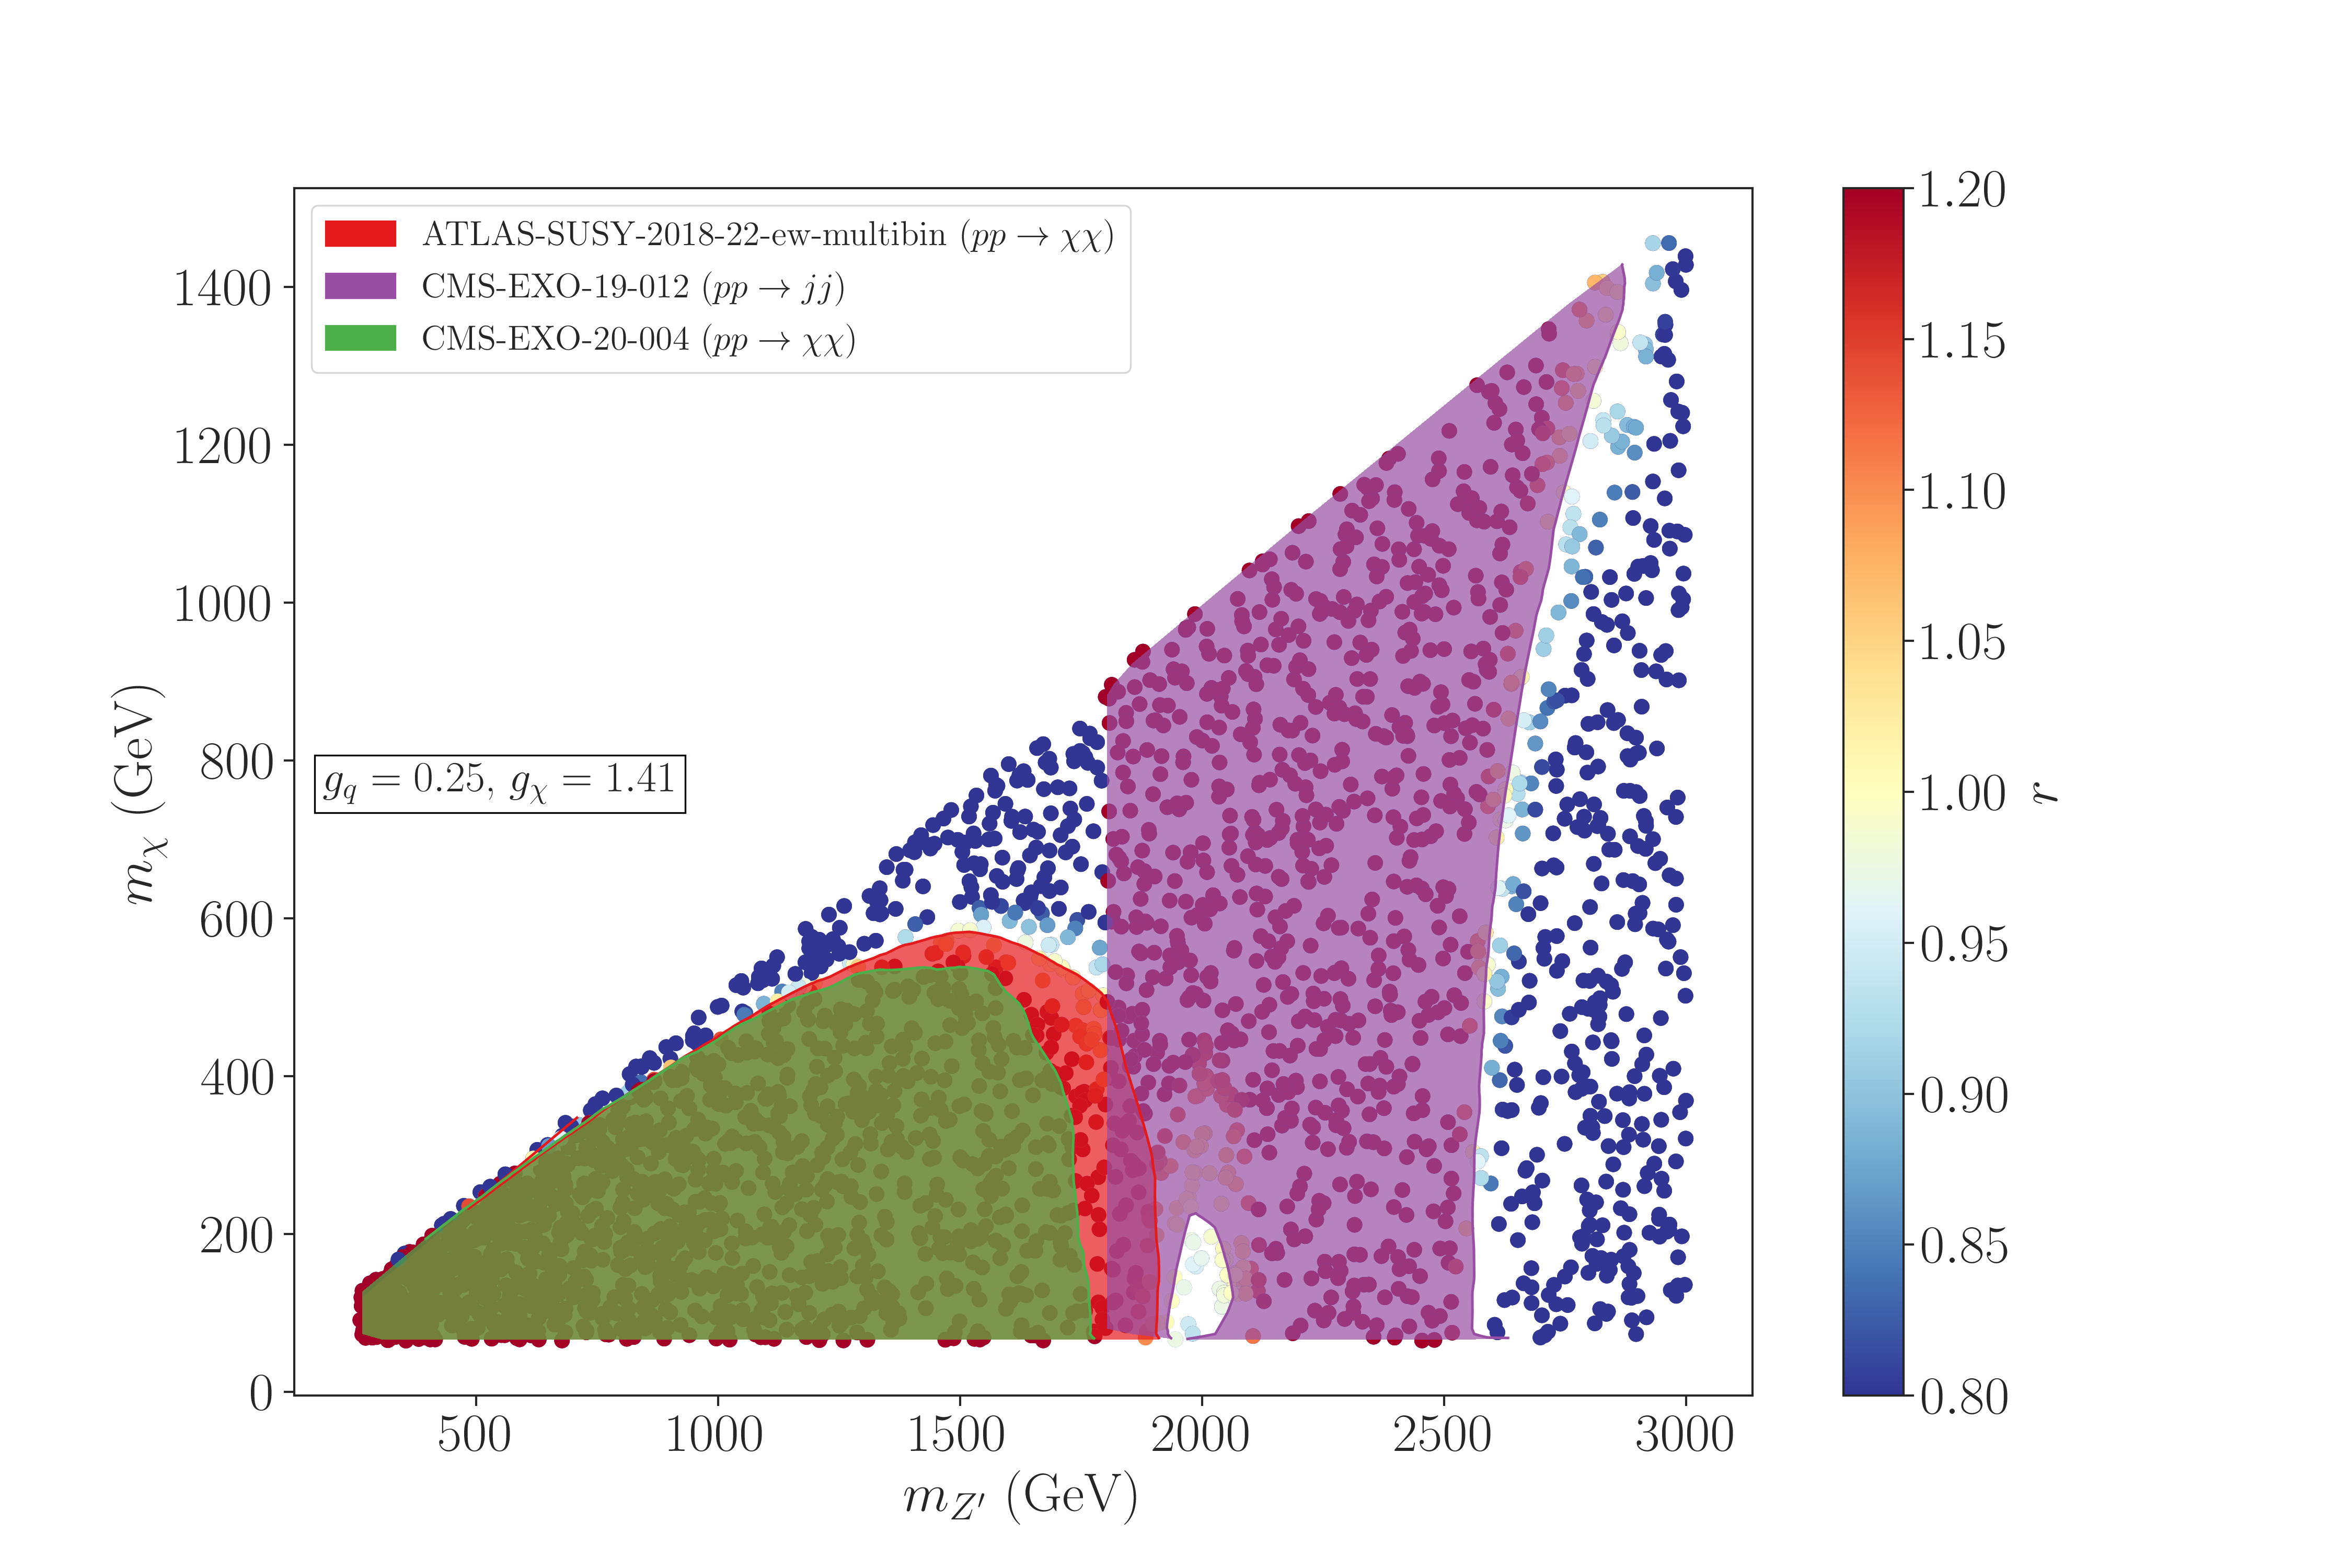 ATLAS-SUSY-2018-22-ew-multibin (pp → χχ)
CMS-EXO-19-012 (pp → jj)
CMS-EXO-20-004 (pp → χχ)
g_q = 0.25, g_χ = 1.41
1400
1200
1000
800
600
400
200
0
m_χ (GeV)
500 1000 1500 2000 2500 3000
m_{Z′} (GeV)
1.20
1.15
1.10
1.05
1.00
0.95
0.90
0.85
0.80
r